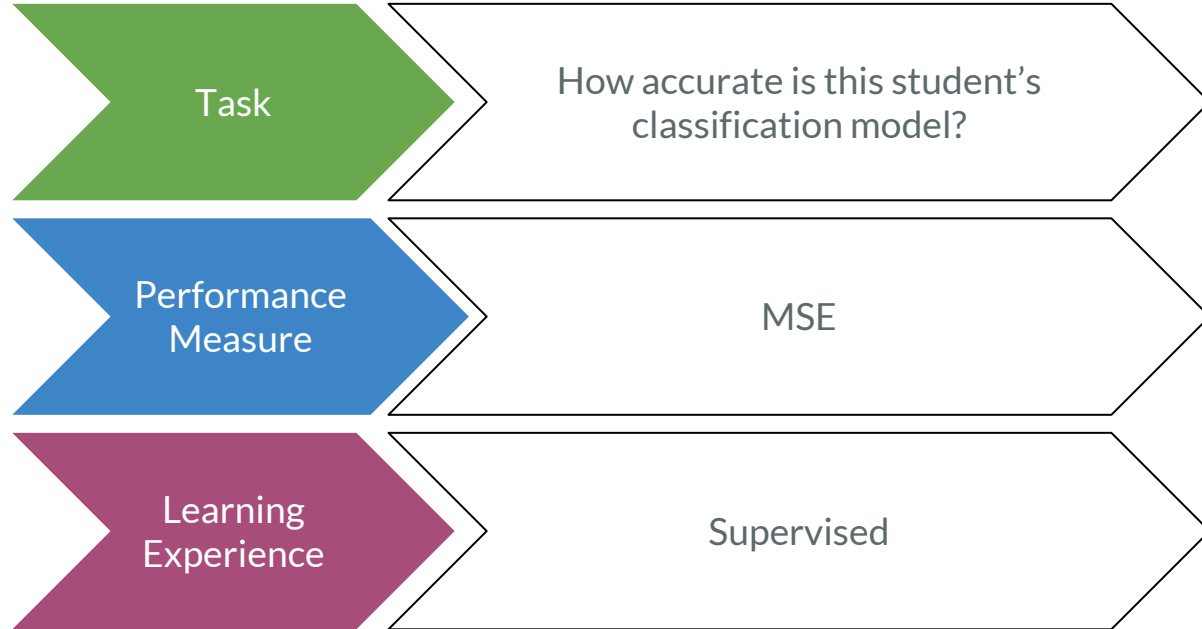 Task
How accurate is this student’s
classification model?
Performance
Measure
MSE
Learning
Experience
Supervised